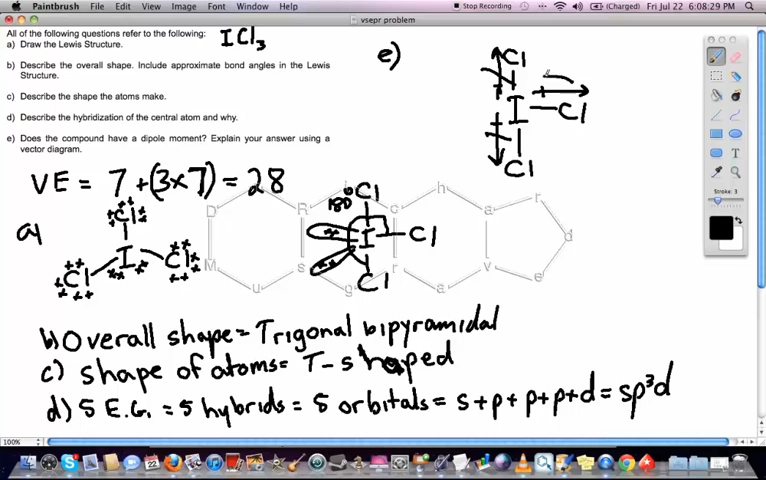 Paintbrush File Edit View Image Font Window Help Stop Recording (Charged) Fri Jul 22 6:08:29 PM
vsepr problem
All of the following questions refer to the following: ICl3
a) Draw the Lewis Structure.
b) Describe the overall shape. Include approximate bond angles in the Lewis
Structure.
c) Describe the shape the atoms make.
d) Describe the hybridization of the central atom and why.
e) Does the compound have a dipole moment? Explain your answer using a
vector diagram.
e)
Cl
I Cl
Cl
VE = 7 + (3x7) = 28
a)
Cl
I Cl
Cl
180°
Cl
I Cl
Cl
D R c h a r d
M u s g r a v e
b) Overall shape = Trigonal bipyramidal
c) shape of atoms = T-shaped
d) 5 E.G. = 5 hybrids = 5 orbitals = s+p+p+p+d = sp3d
Stroke: 3
100%
22